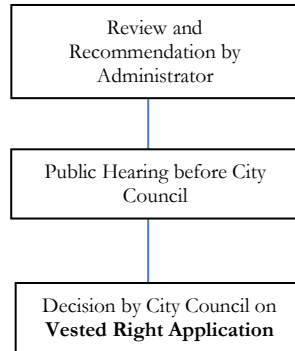 Review and
Recommendation by
Administrator
Public Hearing before City
Council
Decision by City Council on
Vested Right Application